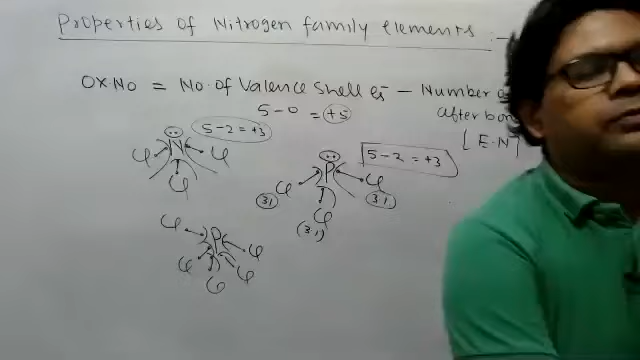 Properties of Nitrogen family elements :-
OX.NO = No. of Valence shell es - Number
5-0 = +5
after bon
[E.N]
5-2 = +3
N
Cl Cl
Cl
5-2 = +3
P
Cl Cl
(3.1) (3.1)
Cl
(3.1)
Cl P Cl
Cl Cl
Cl